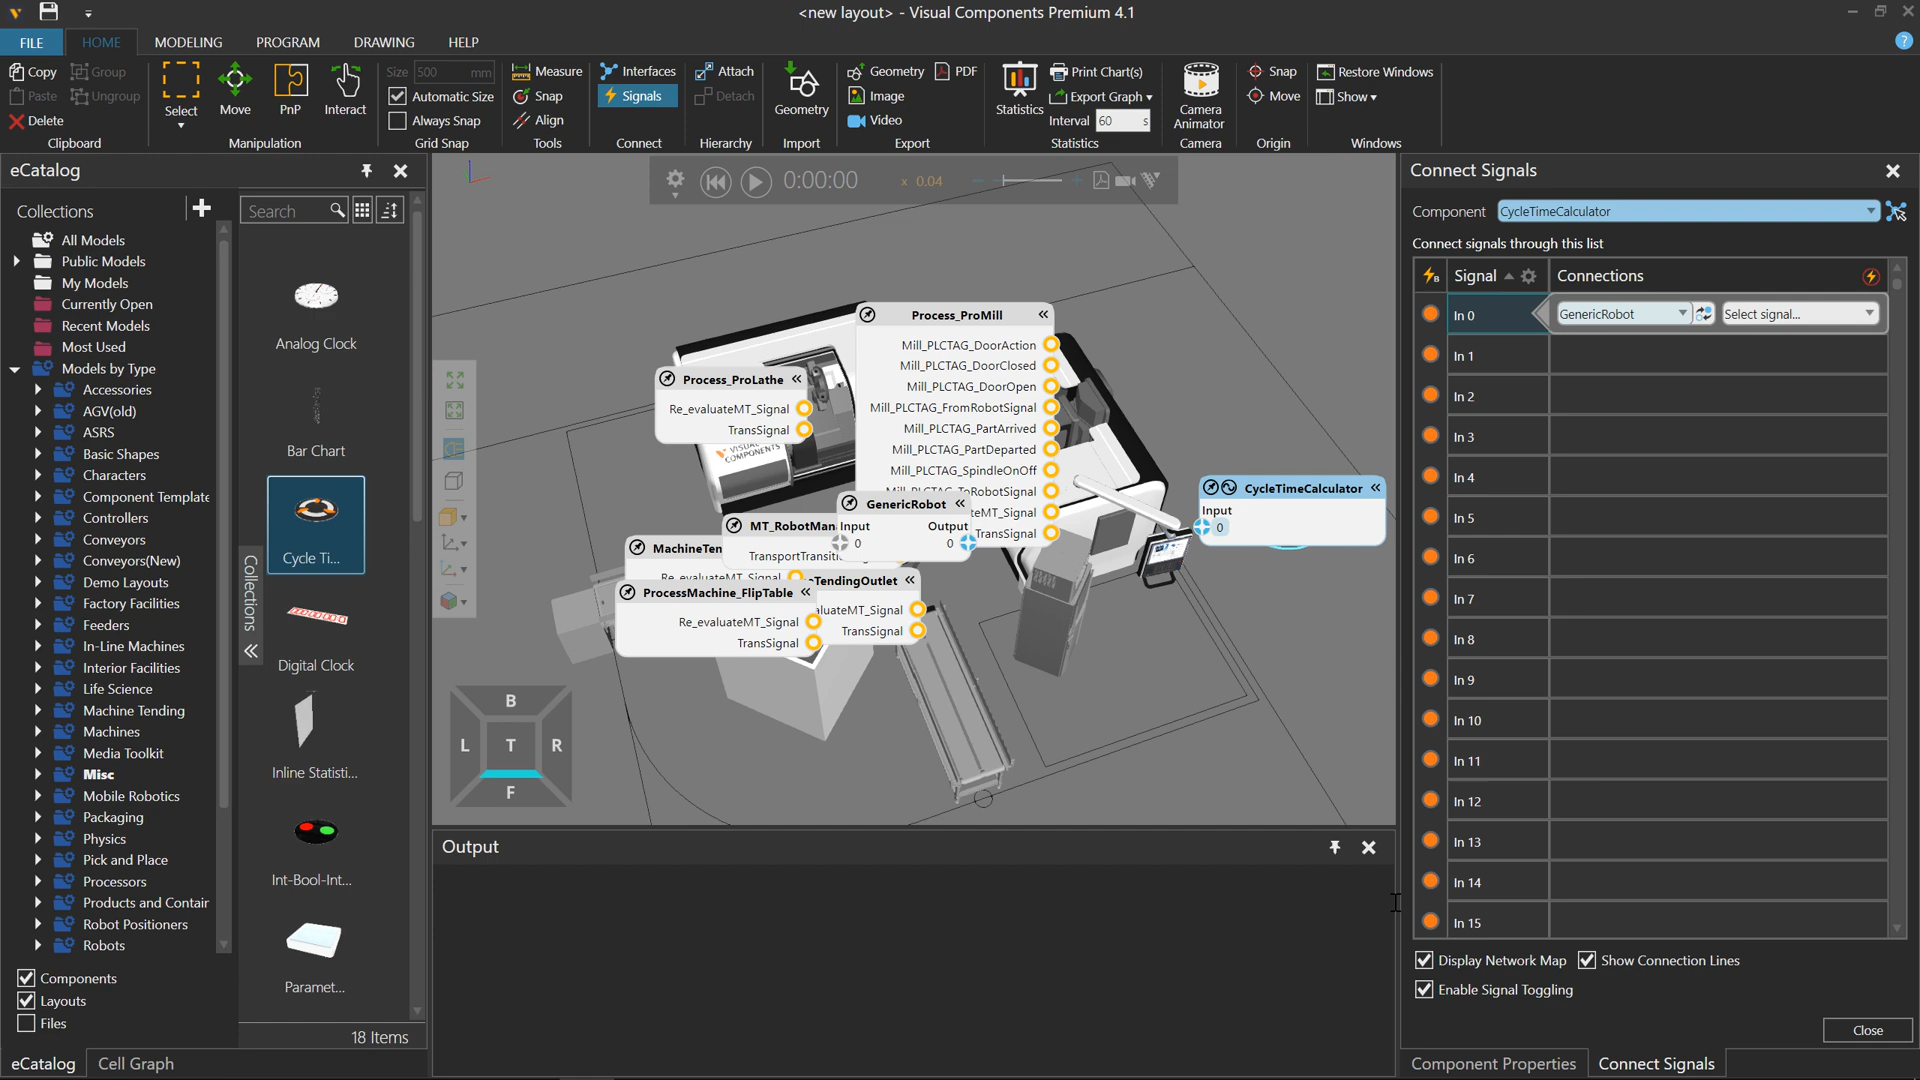 <new layout> - Visual Components Premium 4.1
FILE
HOME
MODELING
PROGRAM
DRAWING
HELP
?
Copy
Group
Paste
Ungroup
Delete
Clipboard
Select
Move
PnP
Interact
Manipulation
Size 500 mm
Automatic Size
Always Snap
Grid Snap
Measure
Snap
Align
Tools
Interfaces
Signals
Connect
Attach
Detach
Hierarchy
Geometry
Import
Geometry
PDF
Image
Video
Export
Statistics
Print Chart(s)
Export Graph
Interval 60 s
Statistics
Camera
Animator
Camera
Snap
Move
Origin
Restore Windows
Show
Windows
eCatalog
Collections
All Models
Public Models
My Models
Currently Open
Recent Models
Most Used
Models by Type
Accessories
AGV(old)
ASRS
Basic Shapes
Characters
Component Template
Controllers
Conveyors
Conveyors(New)
Demo Layouts
Factory Facilities
Feeders
In-Line Machines
Interior Facilities
Life Science
Machine Tending
Machines
Media Toolkit
Misc
Mobile Robotics
Packaging
Physics
Pick and Place
Processors
Products and Contair
Robot Positioners
Robots
Components
Layouts
Files
Collections
Search
Analog Clock
Bar Chart
Cycle Ti...
Digital Clock
Inline Statisti...
Int-Bool-Int...
Paramet...
18 Items
eCatalog
Cell Graph
0:00:00
x 0.04
Process_ProMill
Mill_PLCTAG_DoorAction
Mill_PLCTAG_DoorClosed
Mill_PLCTAG_DoorOpen
Mill_PLCTAG_FromRobotSignal
Mill_PLCTAG_PartArrived
Mill_PLCTAG_PartDeparted
Mill_PLCTAG_SpindleOnOff
Mill_PLCTAG_ToRobotSignal
teMT_Signal
TransSignal
Process_ProLathe
Re_evaluateMT_Signal
TransSignal
VISUAL
COMPONENTS
GenericRobot
Input
Output
0
0
MT_RobotMan
TransportTransiti
MachineTen
Re_evaluateMT_Signal
eTendingOutlet
aluateMT_Signal
TransSignal
ProcessMachine_FlipTable
Re_evaluateMT_Signal
TransSignal
CycleTimeCalculator
Input
0
B
L
T
R
F
Output
Connect Signals
Component CycleTimeCalculator
Connect signals through this list
Signal
Connections
In 0
GenericRobot
Select signal...
In 1
In 2
In 3
In 4
In 5
In 6
In 7
In 8
In 9
In 10
In 11
In 12
In 13
In 14
In 15
Display Network Map
Show Connection Lines
Enable Signal Toggling
Close
Component Properties
Connect Signals